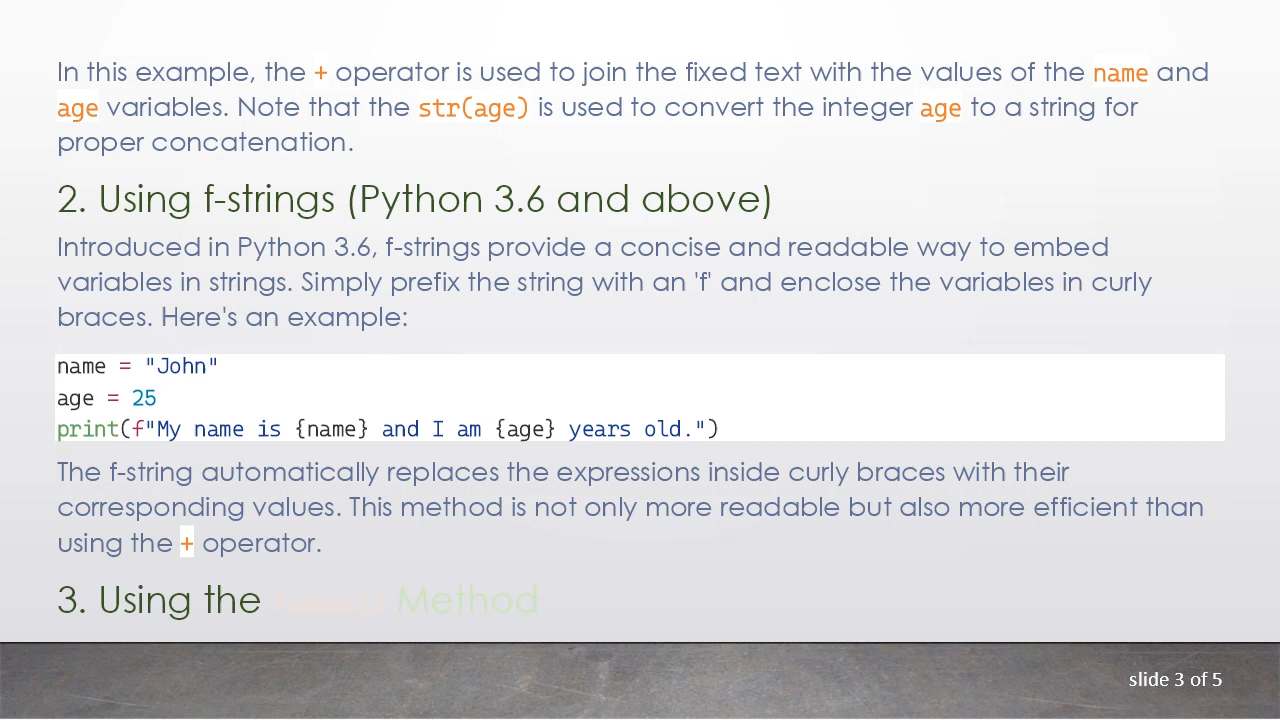 In this example, the + operator is used to join the fixed text with the values of the name and
age variables. Note that the str(age) is used to convert the integer age to a string for
proper concatenation.
2. Using f-strings (Python 3.6 and above)
Introduced in Python 3.6, f-strings provide a concise and readable way to embed
variables in strings. Simply prefix the string with an 'f' and enclose the variables in curly
braces. Here's an example:
name = "John"
age = 25
print(f"My name is {name} and I am {age} years old.")
The f-string automatically replaces the expressions inside curly braces with their
corresponding values. This method is not only more readable but also more efficient than
using the + operator.
3. Using the format() Method
slide 3 of 5